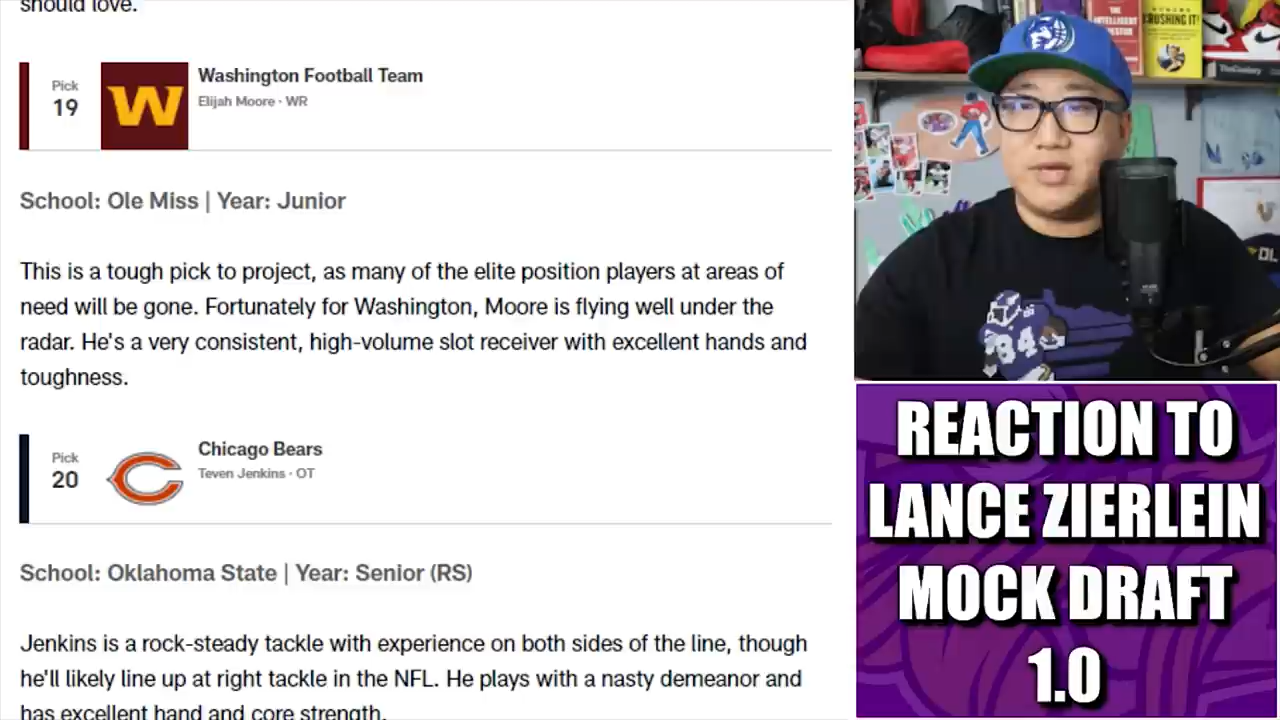 should love.
Pick
19
W
Washington Football Team
Elijah Moore · WR
School: Ole Miss | Year: Junior
This is a tough pick to project, as many of the elite position players at areas of
need will be gone. Fortunately for Washington, Moore is flying well under the
radar. He's a very consistent, high-volume slot receiver with excellent hands and
toughness.
Pick
20
Chicago Bears
Teven Jenkins · OT
School: Oklahoma State | Year: Senior (RS)
Jenkins is a rock-steady tackle with experience on both sides of the line, though
he'll likely line up at right tackle in the NFL. He plays with a nasty demeanor and
has excellent hand and core strength.
THE
INTELLIGENT
INVESTOR
CRUSHING IT!
84
REACTION TO
LANCE ZIERLEIN
MOCK DRAFT
1.0